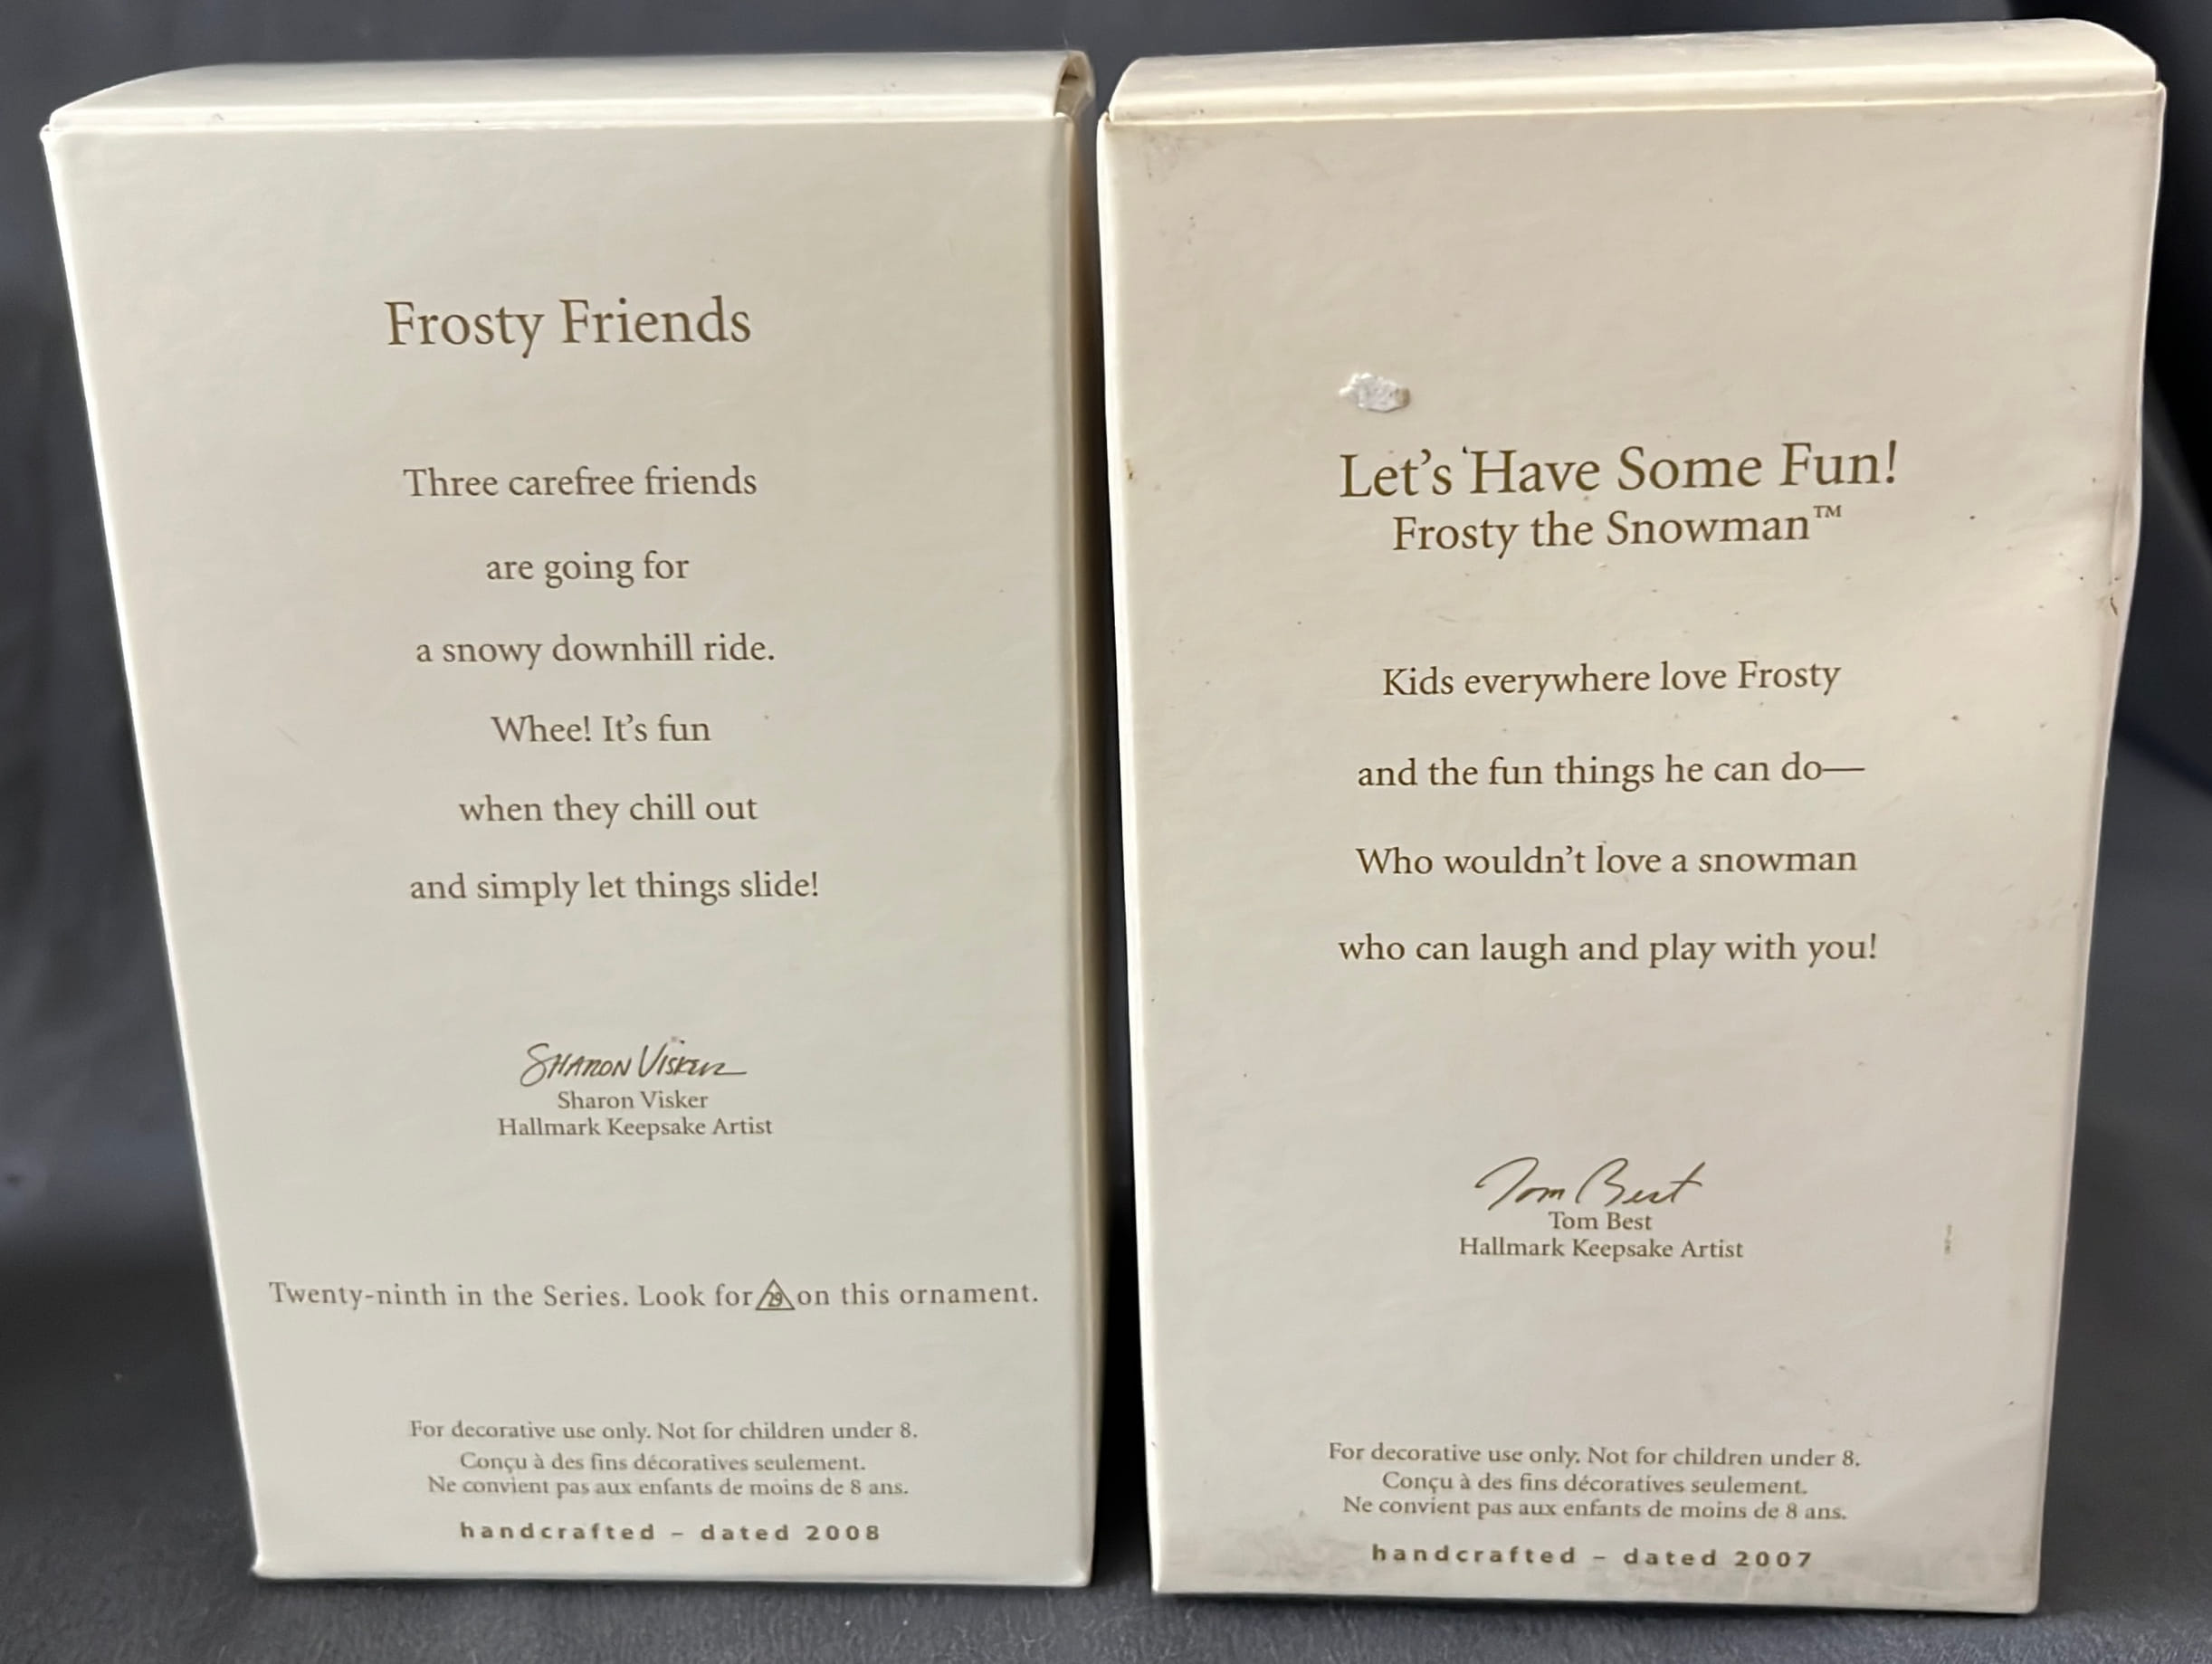 Frosty Friends
Three carefree friends
are going for
a snowy downhill ride.
Whee! It's fun
when they chill out
and simply let things slide!
Sharon Visker
Sharon Visker
Hallmark Keepsake Artist
Twenty-ninth in the Series. Look for 29 on this ornament.
For decorative use only. Not for children under 8.
Conçu à des fins décoratives seulement.
Ne convient pas aux enfants de moins de 8 ans.
handcrafted – dated 2008
Let's Have Some Fun!
Frosty the Snowman™
Kids everywhere love Frosty
and the fun things he can do—
Who wouldn't love a snowman
who can laugh and play with you!
Tom Best
Tom Best
Hallmark Keepsake Artist
For decorative use only. Not for children under 8.
Conçu à des fins décoratives seulement.
Ne convient pas aux enfants de moins de 8 ans.
handcrafted – dated 2007